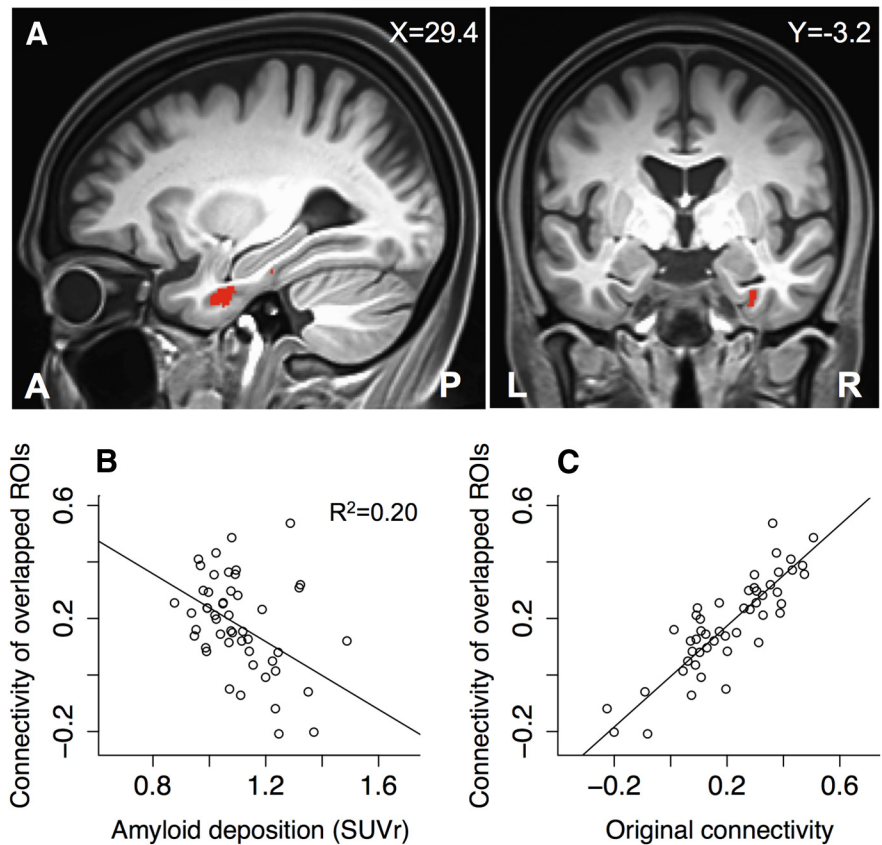 A
X=29.4
Y=-3.2
A
P
L
R
B
C
Connectivity of overlapped ROIs
0.6
0.2
−0.2
R²=0.20
0.8
1.2
1.6
Amyloid deposition (SUVr)
Connectivity of overlapped ROIs
0.6
0.2
−0.2
−0.2
0.2
0.6
Original connectivity